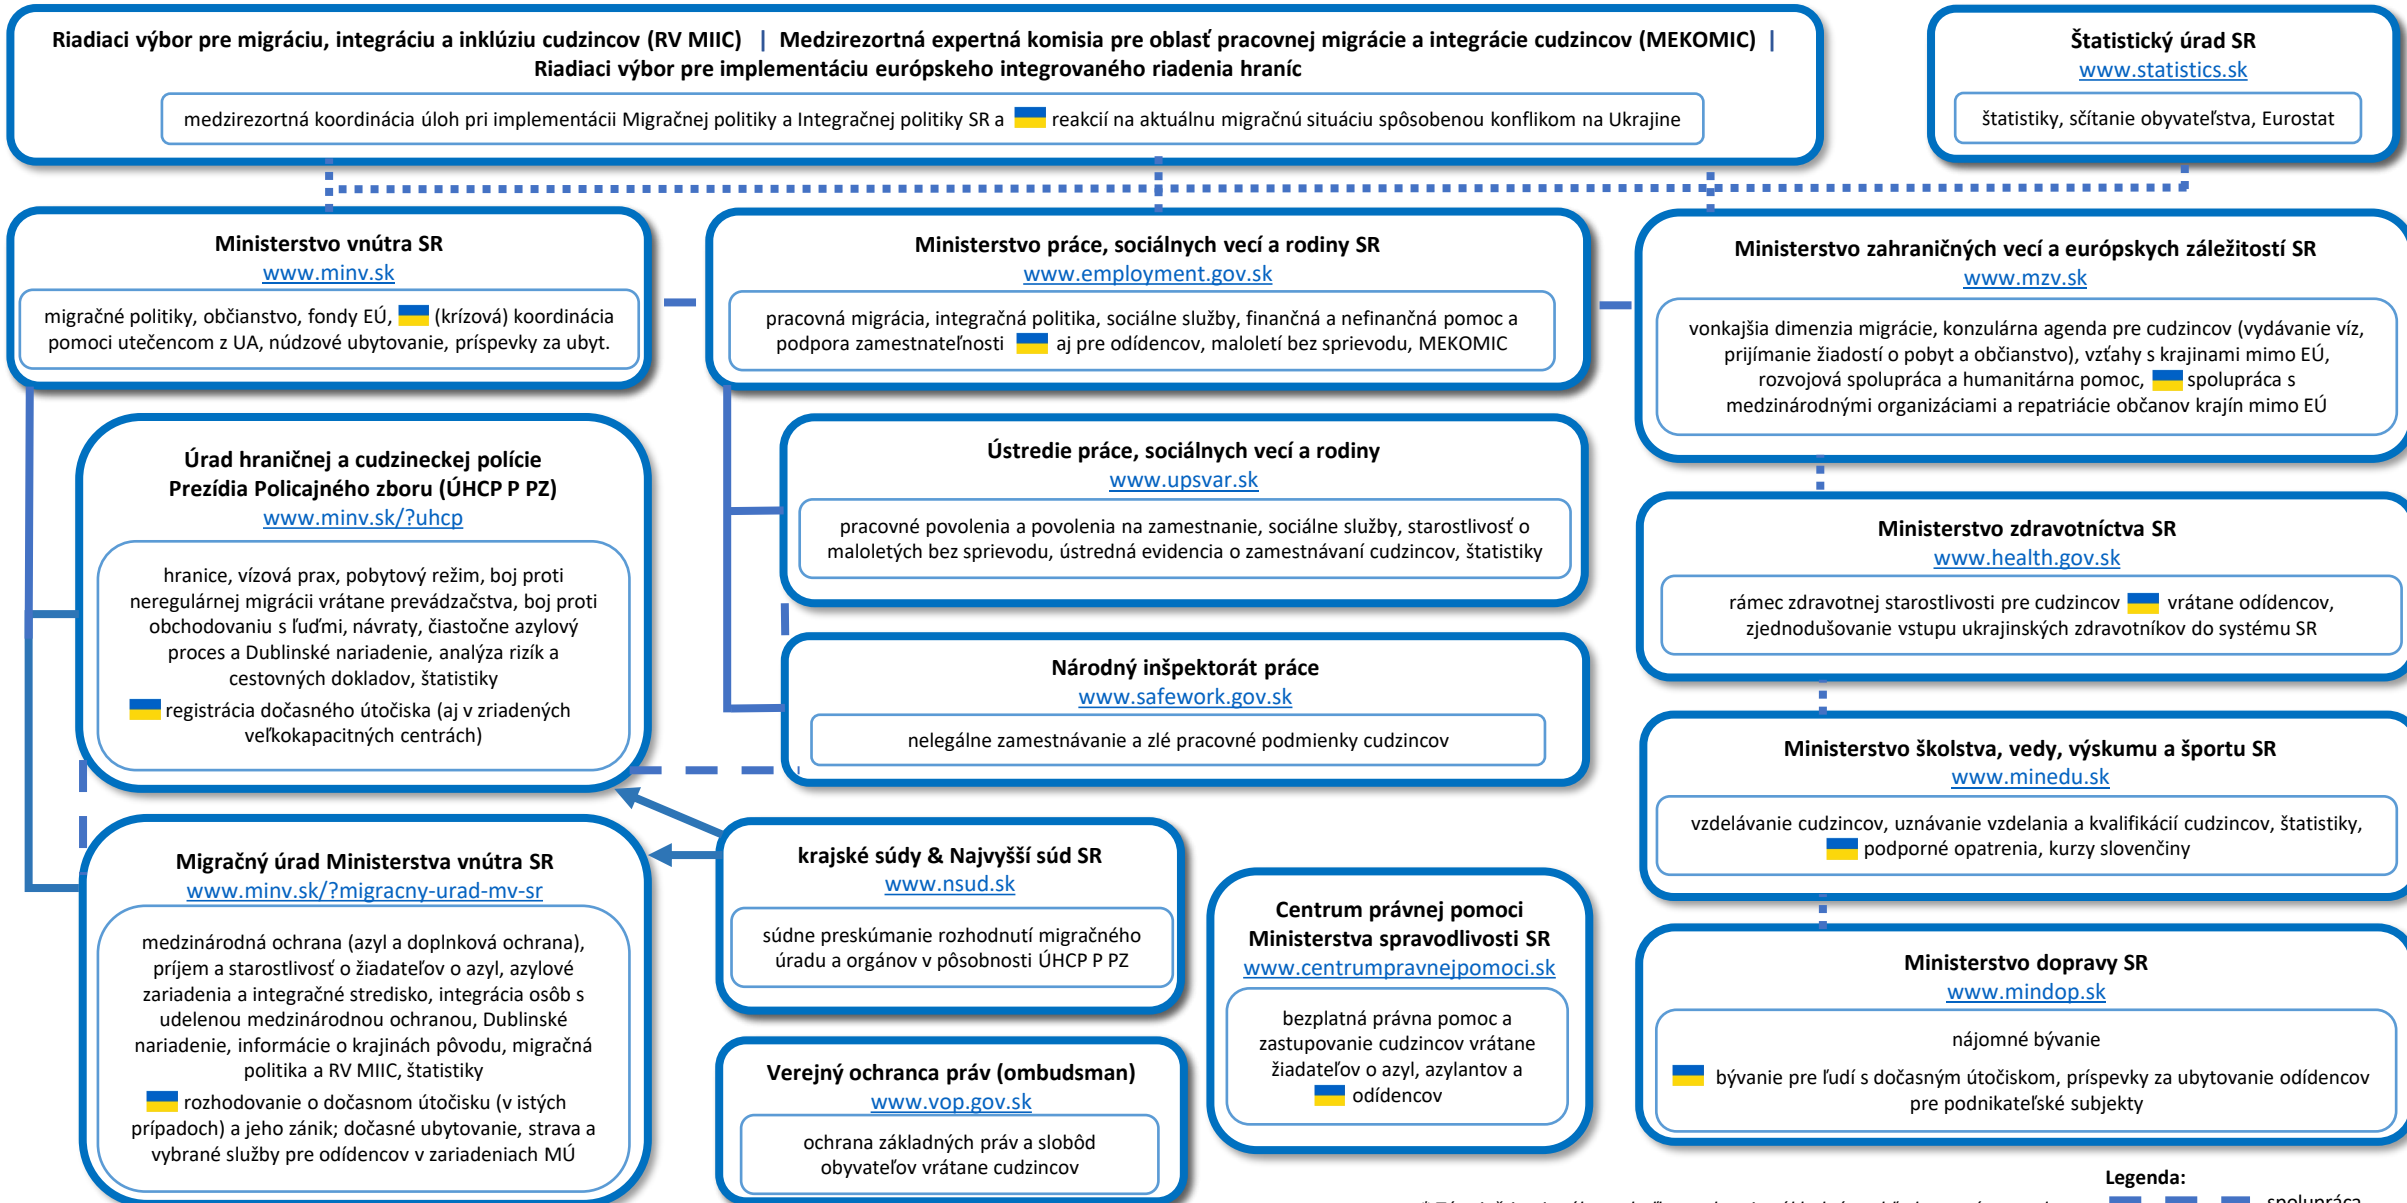 Riadiaci výbor pre migráciu, integráciu a inklúziu cudzincov (RV MIIC) | Medzirezortná expertná komisia pre oblasť pracovnej migrácie a integrácie cudzincov (MEKOMIC) |
Riadiaci výbor pre implementáciu európskeho integrovaného riadenia hraníc
medzirezortná koordinácia úloh pri implementácii Migračnej politiky a Integračnej politiky SR a reakcií na aktuálnu migračnú situáciu spôsobenou konflikom na Ukrajine
Štatistický úrad SR
www.statistics.sk
štatistiky, sčítanie obyvateľstva, Eurostat
Ministerstvo vnútra SR
www.minv.sk
migračné politiky, občianstvo, fondy EÚ, (krízová) koordinácia
pomoci utečencom z UA, núdzové ubytovanie, príspevky za ubyt.
Ministerstvo práce, sociálnych vecí a rodiny SR
www.employment.gov.sk
pracovná migrácia, integračná politika, sociálne služby, finančná a nefinančná pomoc a
podpora zamestnateľnosti aj pre odídencov, maloletí bez sprievodu, MEKOMIC
Ministerstvo zahraničných vecí a európskych záležitostí SR
www.mzv.sk
vonkajšia dimenzia migrácie, konzulárna agenda pre cudzincov (vydávanie víz,
prijímanie žiadostí o pobyt a občianstvo), vzťahy s krajinami mimo EÚ,
rozvojová spolupráca a humanitárna pomoc, spolupráca s
medzinárodnými organizáciami a repatriácie občanov krajín mimo EÚ
Úrad hraničnej a cudzineckej polície
Prezídia Policajného zboru (ÚHCP P PZ)
www.minv.sk/?uhcp
hranice, vízová prax, pobytový režim, boj proti
neregulárnej migrácii vrátane prevádzačstva, boj proti
obchodovaniu s ľuďmi, návraty, čiastočne azylový
proces a Dublinské nariadenie, analýza rizík a
cestovných dokladov, štatistiky
registrácia dočasného útočiska (aj v zriadených
veľkokapacitných centrách)
Ústredie práce, sociálnych vecí a rodiny
www.upsvar.sk
pracovné povolenia a povolenia na zamestnanie, sociálne služby, starostlivosť o
maloletých bez sprievodu, ústredná evidencia o zamestnávaní cudzincov, štatistiky
Ministerstvo zdravotníctva SR
www.health.gov.sk
rámec zdravotnej starostlivosti pre cudzincov vrátane odídencov,
zjednodušovanie vstupu ukrajinských zdravotníkov do systému SR
Národný inšpektorát práce
www.safework.gov.sk
nelegálne zamestnávanie a zlé pracovné podmienky cudzincov
Ministerstvo školstva, vedy, výskumu a športu SR
www.minedu.sk
vzdelávanie cudzincov, uznávanie vzdelania a kvalifikácií cudzincov, štatistiky,
podporné opatrenia, kurzy slovenčiny
Migračný úrad Ministerstva vnútra SR
www.minv.sk/?migracny-urad-mv-sr
medzinárodná ochrana (azyl a doplnková ochrana),
príjem a starostlivosť o žiadateľov o azyl, azylové
zariadenia a integračné stredisko, integrácia osôb s
udelenou medzinárodnou ochranou, Dublinské
nariadenie, informácie o krajinách pôvodu, migračná
politika a RV MIIC, štatistiky
rozhodovanie o dočasnom útočisku (v istých
prípadoch) a jeho zánik; dočasné ubytovanie, strava a
vybrané služby pre odídencov v zariadeniach MÚ
krajské súdy & Najvyšší súd SR
www.nsud.sk
súdne preskúmanie rozhodnutí migračného
úradu a orgánov v pôsobnosti ÚHCP P PZ
Centrum právnej pomoci
Ministerstva spravodlivosti SR
www.centrumpravnejpomoci.sk
bezplatná právna pomoc a
zastupovanie cudzincov vrátane
žiadateľov o azyl, azylantov a
odídencov
Ministerstvo dopravy SR
www.mindop.sk
nájomné bývanie
bývanie pre ľudí s dočasným útočiskom, príspevky za ubytovanie odídencov
pre podnikateľské subjekty
Verejný ochranca práv (ombudsman)
www.vop.gov.sk
ochrana základných práv a slobôd
obyvateľov vrátane cudzincov
Legenda:
spolupráca